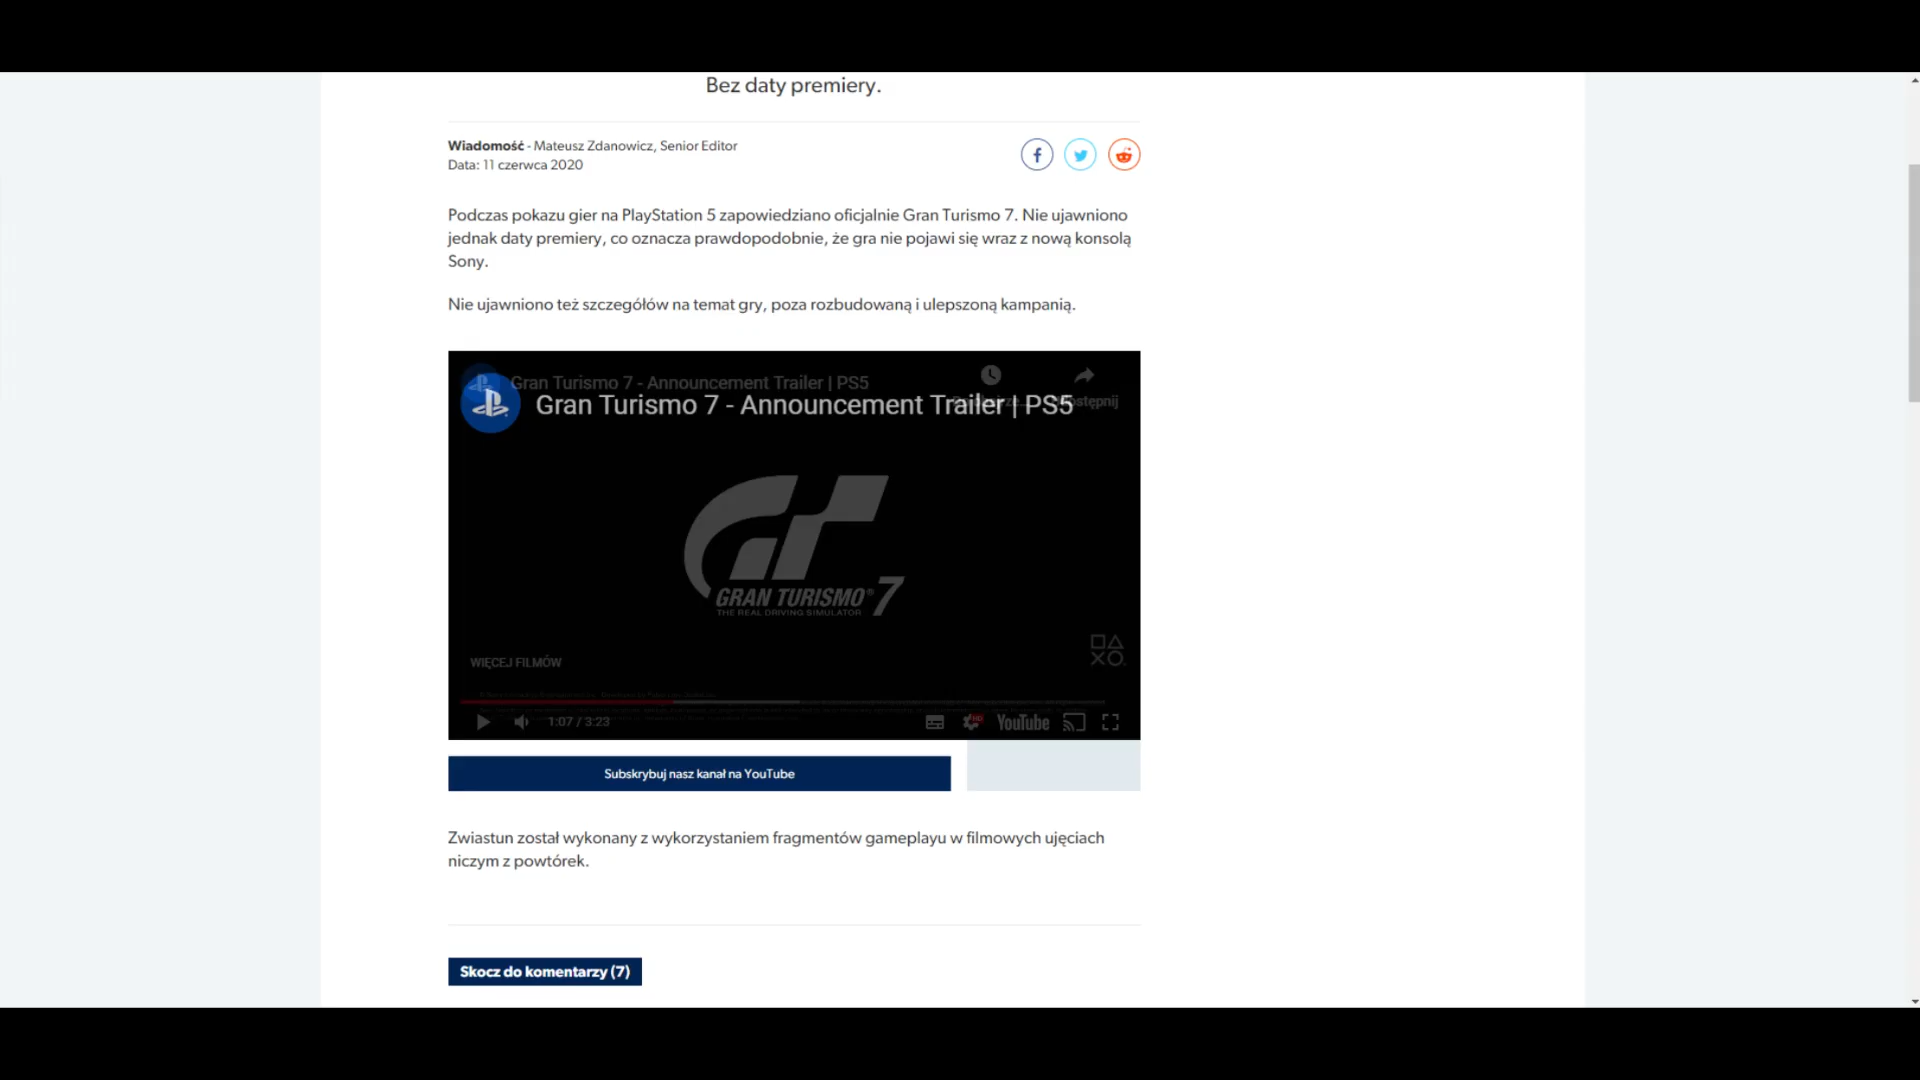 Bez daty premiery.
Wiadomość - Mateusz Zdanowicz, Senior Editor
Data: 11 czerwca 2020
Podczas pokazu gier na PlayStation 5 zapowiedziano oficjalnie Gran Turismo 7. Nie ujawniono
jednak daty premiery, co oznacza prawdopodobnie, że gra nie pojawi się wraz z nową konsolą
Sony.
Nie ujawniono też szczegółów na temat gry, poza rozbudowaną i ulepszoną kampanią.
Gran Turismo 7 - Announcement Trailer | PS5
Gran Turismo 7 - Announcement Trailer | PS5
GRAN TURISMO® 7
THE REAL DRIVING SIMULATOR
WIĘCEJ FILMÓW
1:07 / 3:23
HD
YouTube
Subskrybuj nasz kanał na YouTube
Zwiastun został wykonany z wykorzystaniem fragmentów gameplayu w filmowych ujęciach
niczym z powtórek.
Skocz do komentarzy (7)